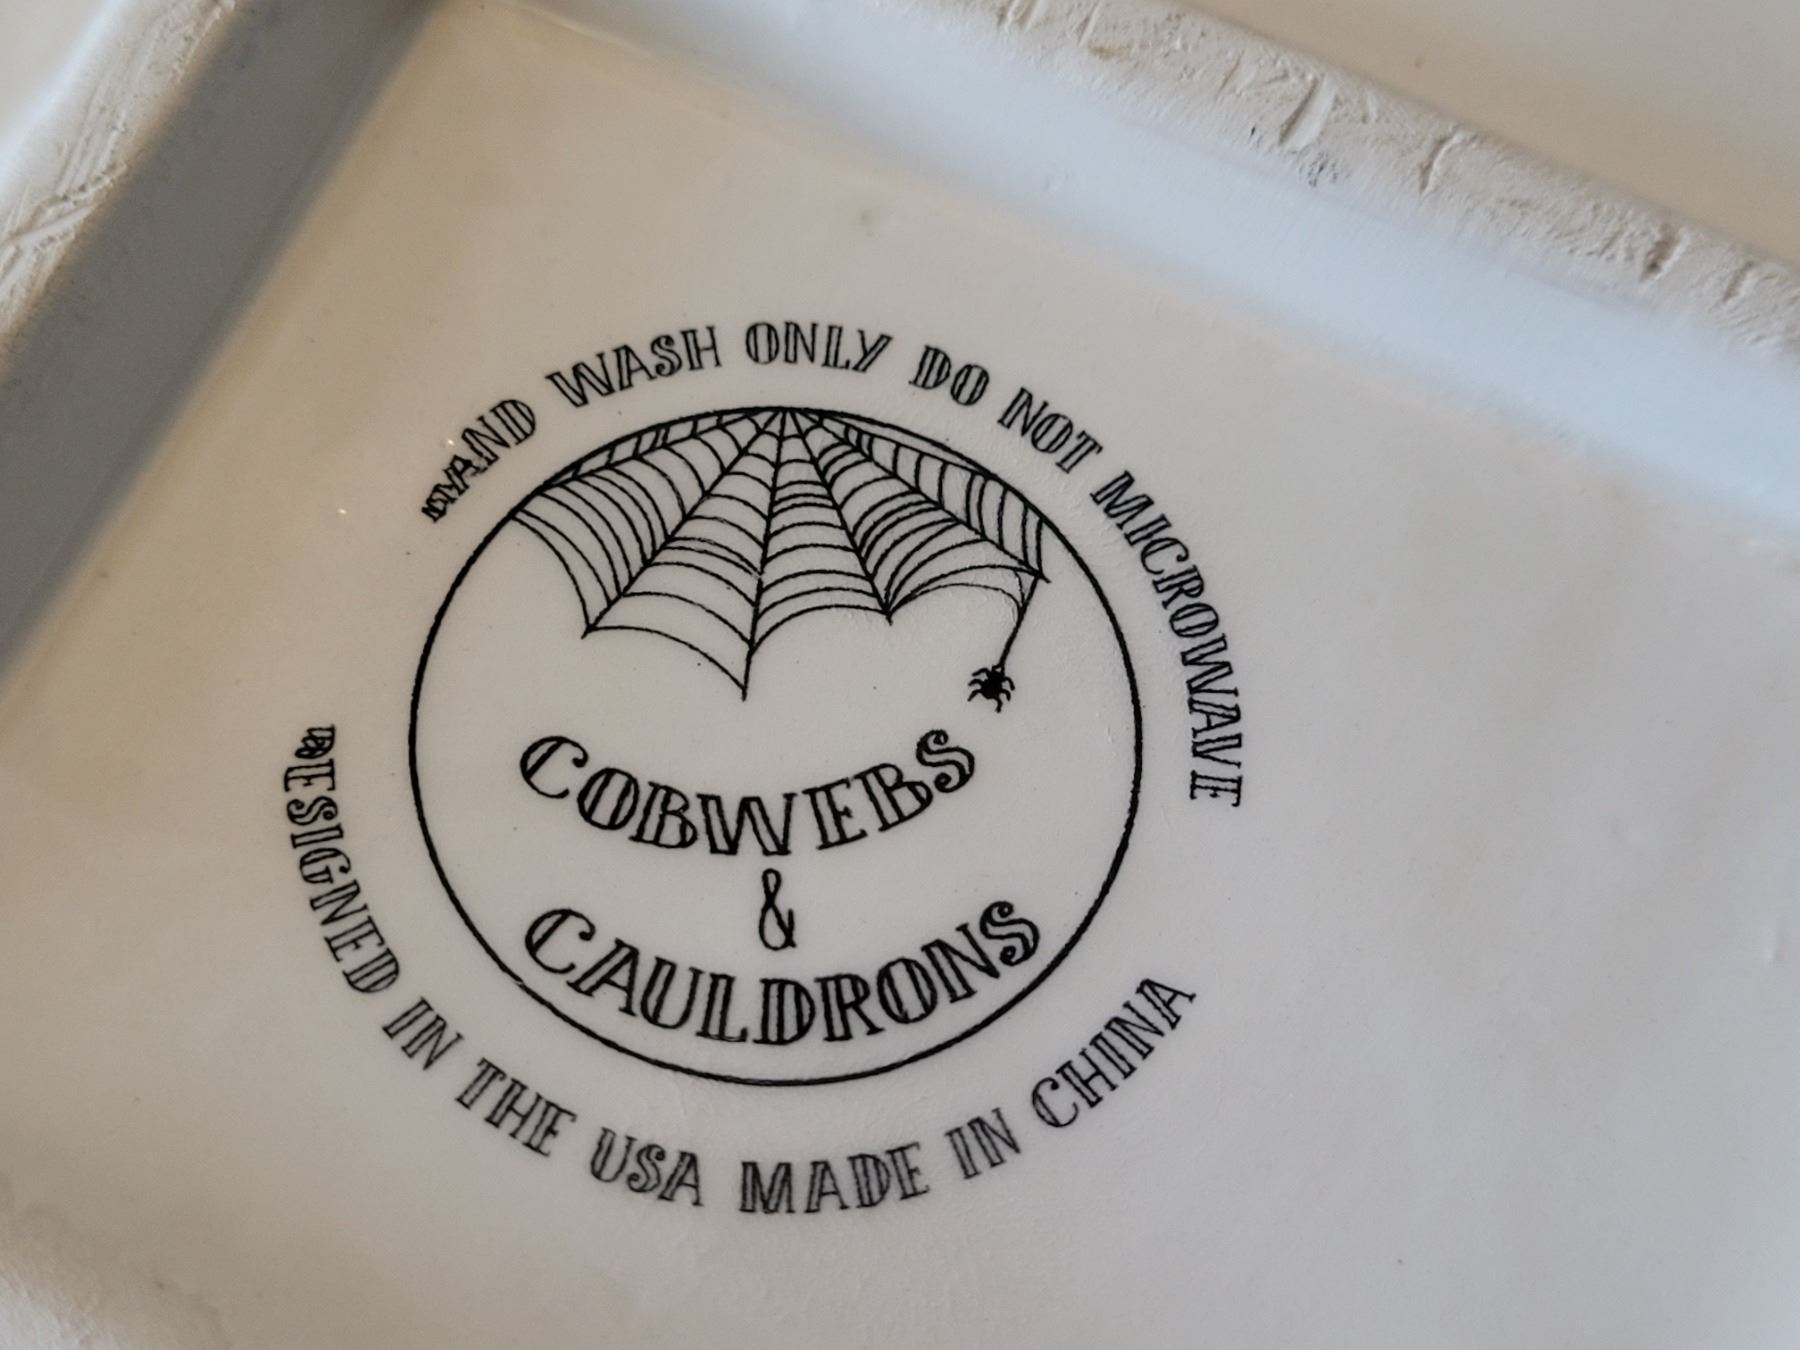 HAND WASH ONLY DO NOT MICROWAVE
COBWEBS
&
CAULDRONS
DESIGNED IN THE USA MADE IN CHINA